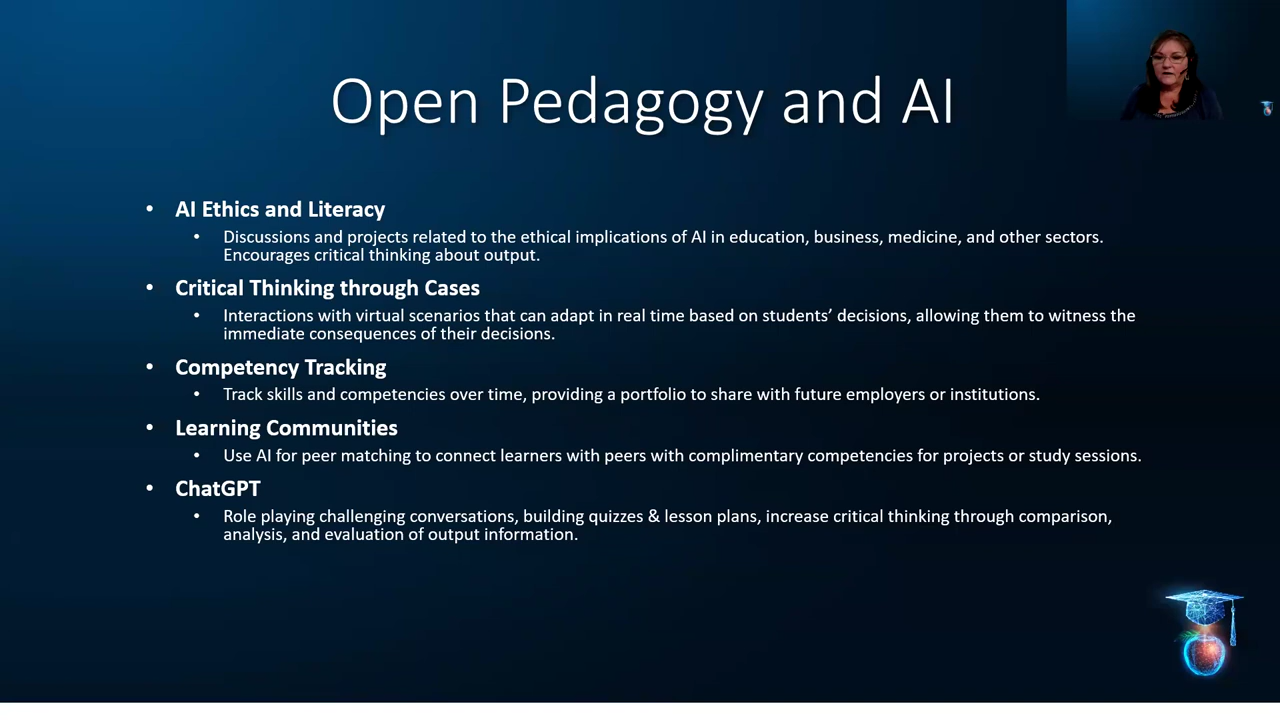 Open Pedagogy and AI
• AI Ethics and Literacy
• Discussions and projects related to the ethical implications of AI in education, business, medicine, and other sectors.
Encourages critical thinking about output.
• Critical Thinking through Cases
• Interactions with virtual scenarios that can adapt in real time based on students’ decisions, allowing them to witness the
immediate consequences of their decisions.
• Competency Tracking
• Track skills and competencies over time, providing a portfolio to share with future employers or institutions.
• Learning Communities
• Use AI for peer matching to connect learners with peers with complimentary competencies for projects or study sessions.
• ChatGPT
• Role playing challenging conversations, building quizzes & lesson plans, increase critical thinking through comparison,
analysis, and evaluation of output information.